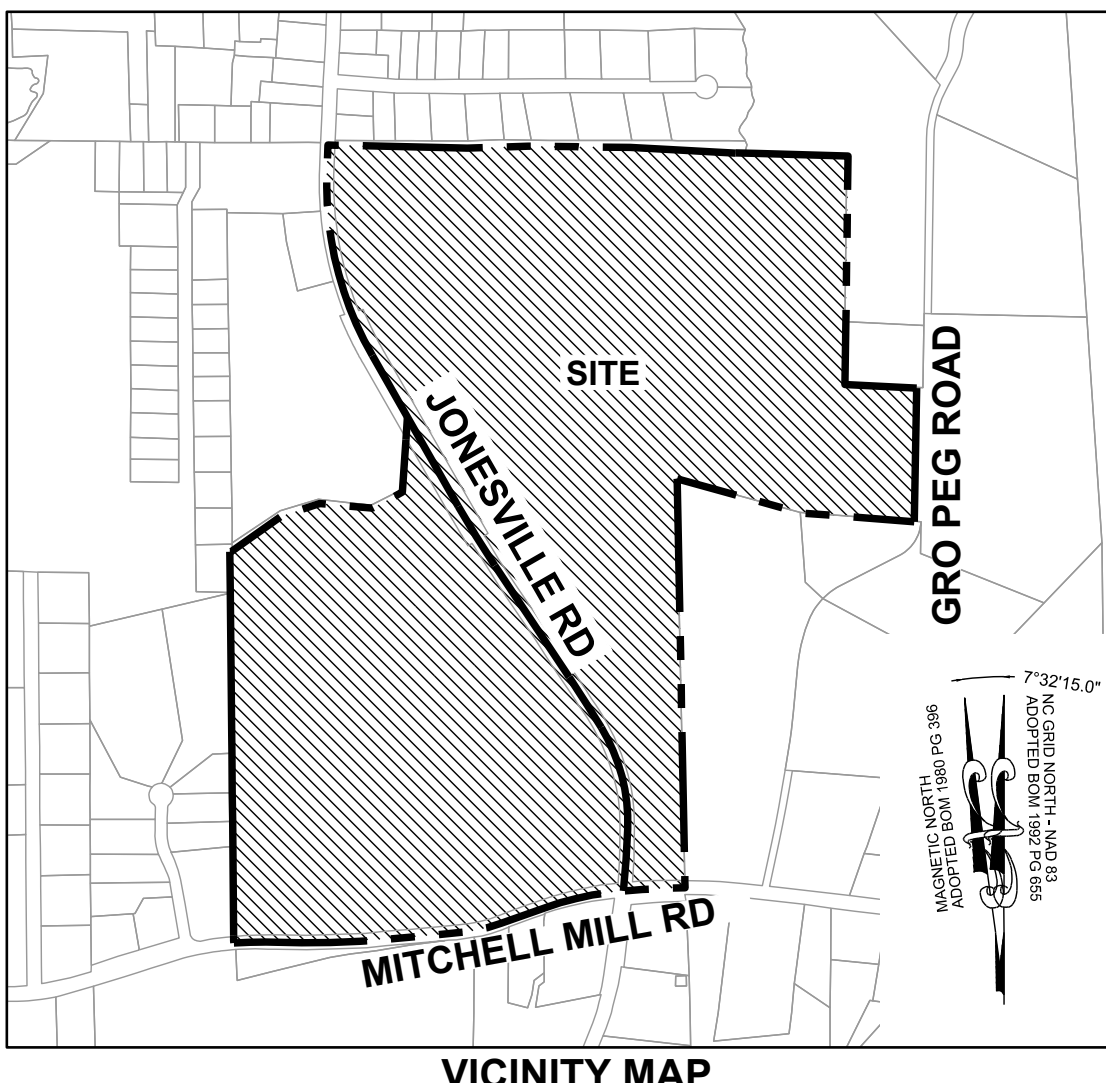 SITE
JONESVILLE RD
GRO PEG ROAD
7°32'15.0"
NC GRID NORTH - NAD 83
ADOPTED BOM 1992 PG 655
MAGNETIC NORTH
ADOPTED BOM 1980 PG 396
MITCHELL MILL RD
VICINITY MAP